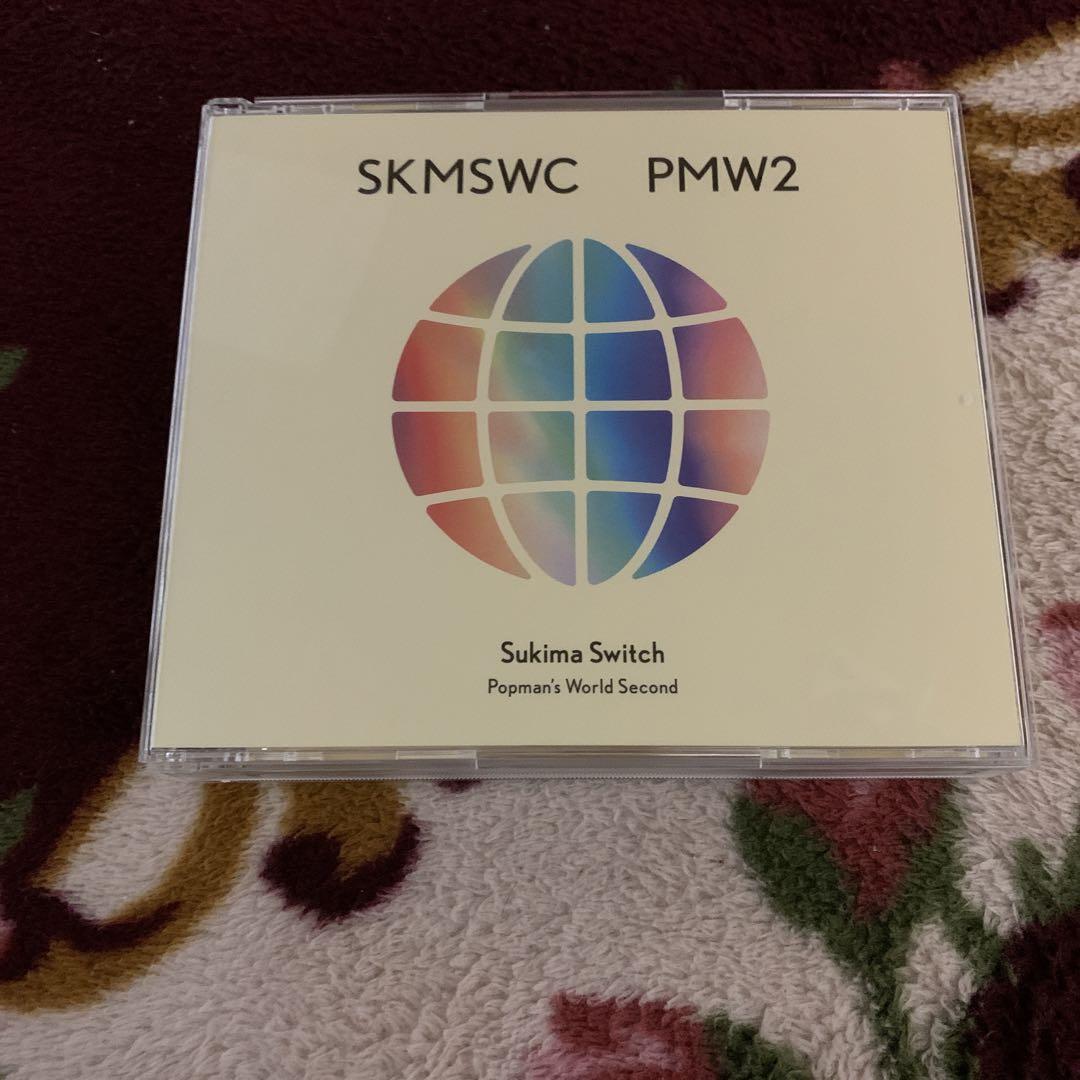 SKMSWC PMW2
Sukima Switch
Popman's World Second